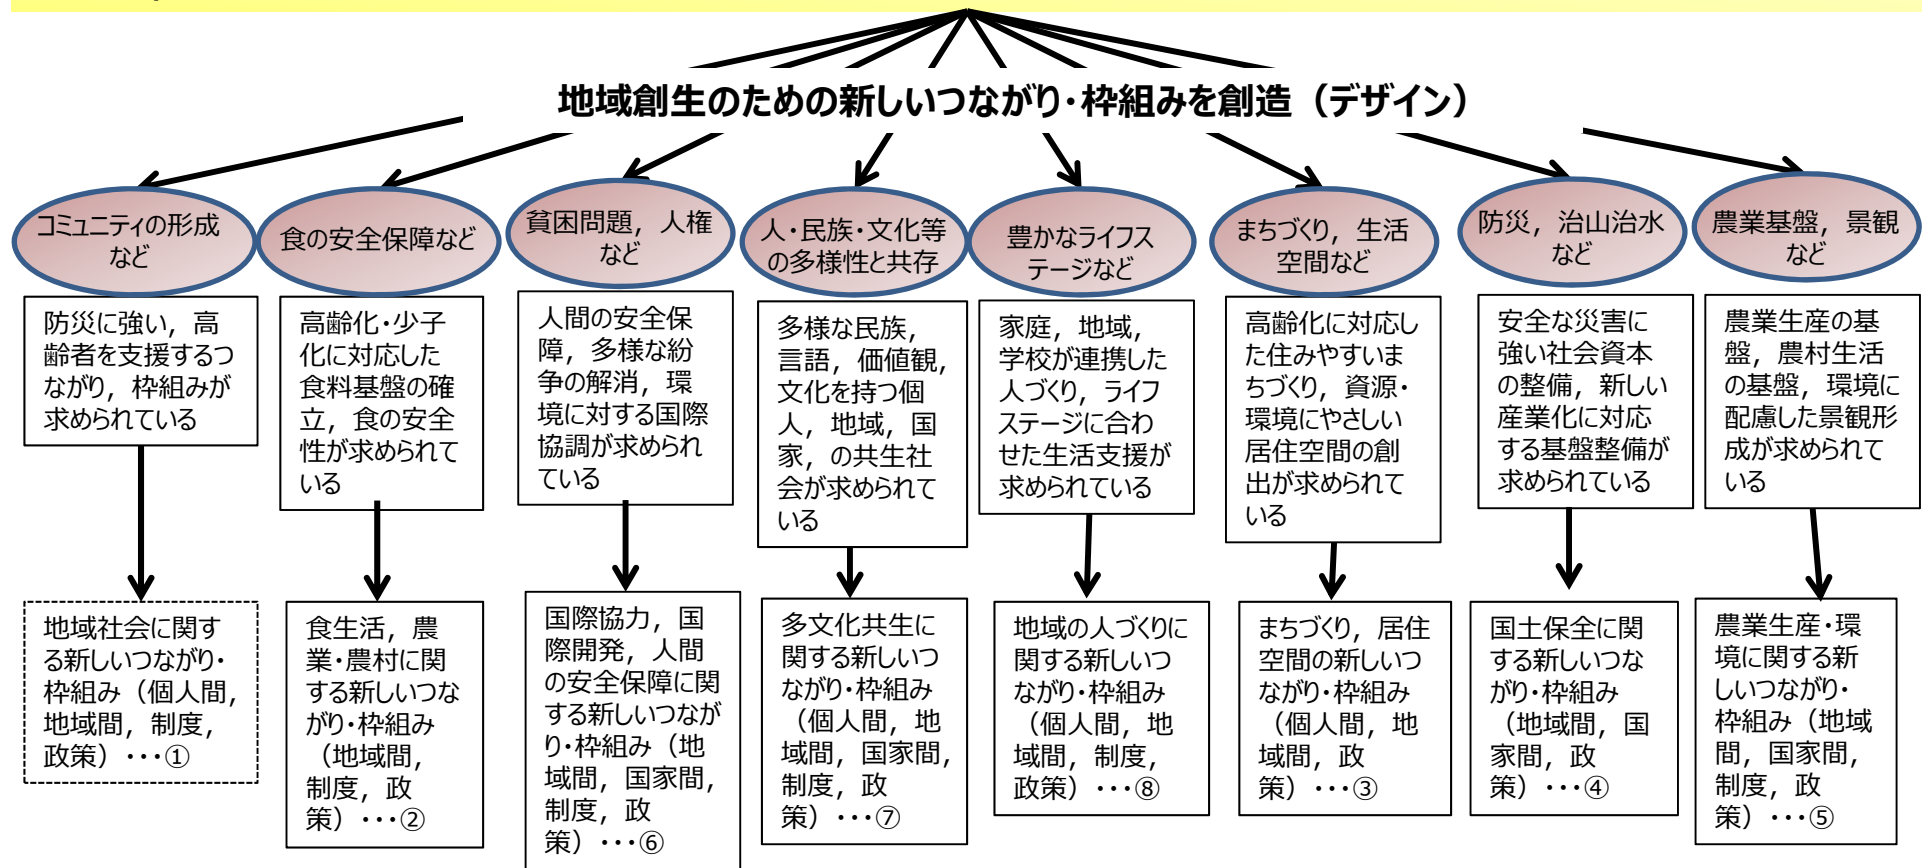 地域創生のための新しいつながり・枠組みを創造（デザイン）
コミュニティの形成
など
食の安全保障など
貧困問題，人権
など
人・民族・文化等
の多様性と共存
豊かなライフス
テージなど
まちづくり，生活
空間など
防災，治山治水
など
農業基盤，景観
など
防災に強い，高
齢者を支援するつ
ながり，枠組みが
求められている
高齢化・少子
化に対応した
食料基盤の確
立，食の安全
性が求められて
いる
人間の安全保
障，多様な紛
争の解消，環
境に対する国際
協調が求められ
ている
多様な民族，
言語，価値観，
文化を持つ個
人，地域，国
家，の共生社
会が求められて
いる
家庭，地域，
学校が連携した
人づくり，ライフ
ステージに合わ
せた生活支援が
求められている
高齢化に対応し
た住みやすいま
ちづくり，資源・
環境にやさしい
居住空間の創
出が求められて
いる
安全な災害に
強い社会資本
の整備，新しい
産業化に対応
する基盤整備が
求められている
農業生産の基
盤，農村生活
の基盤，環境に
配慮した景観形
成が求められて
いる
地域社会に関す
る新しいつながり・
枠組み（個人間，
地域間，制度，
政策）・・・①
食生活，農
業・農村に関
する新しいつな
がり・枠組み
（地域間，
制度，政
策）・・・②
国際協力，国
際開発，人間
の安全保障に関
する新しいつなが
り・枠組み（地
域間，国家間，
制度，政
策）・・・⑥
多文化共生に
関する新しいつ
ながり・枠組み
（個人間，地
域間，国家間，
制度，政
策）・・・⑦
地域の人づくりに
関する新しいつ
ながり・枠組み
（個人間，地
域間，制度，
政策）・・・⑧
まちづくり，居住
空間の新しいつ
ながり・枠組み
（個人間，地
域間，政
策）・・・③
国土保全に関
する新しいつな
がり・枠組み
（地域間，国
家間，政
策）・・・④
農業生産・環
境に関する新
しいつながり・
枠組み（地域
間，国家間，
制度，政
策）・・・⑤